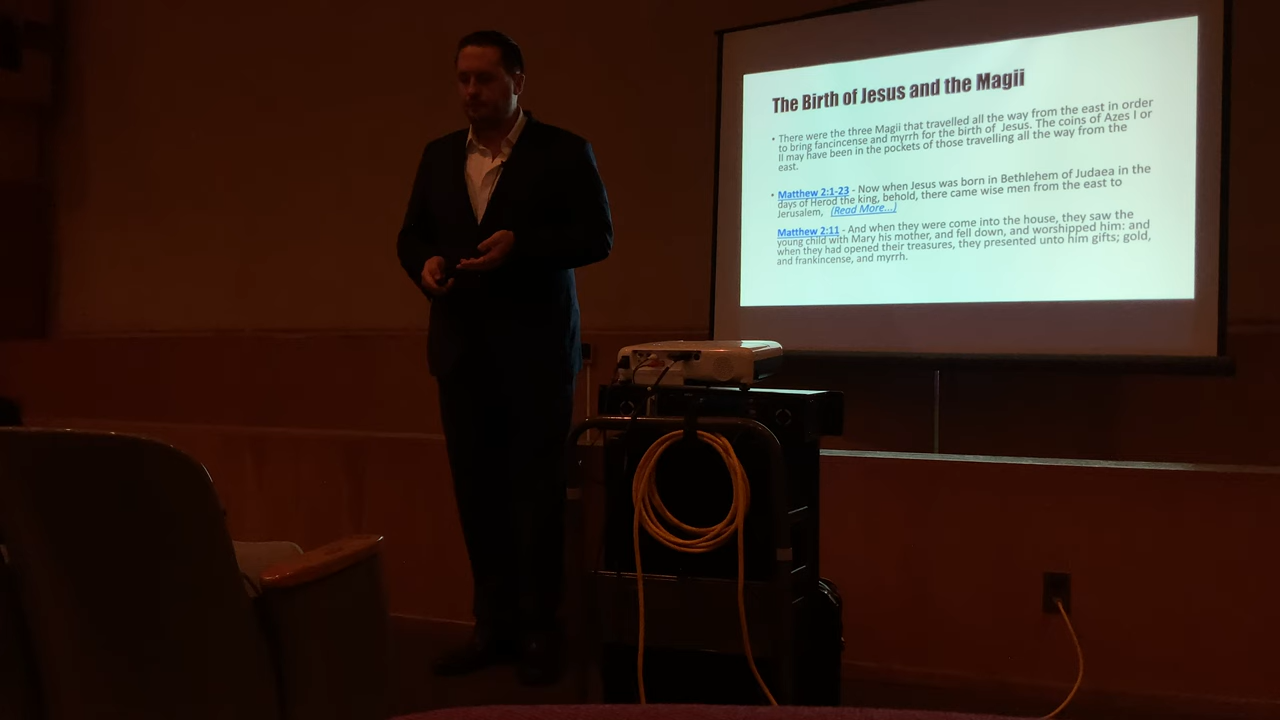 The Birth of Jesus and the Magii
• There were the three Magii that travelled all the way from the east in order
to bring fancincense and myrrh for the birth of Jesus. The coins of Azes I or
II may have been in the pockets of those travelling all the way from the
east.
• Matthew 2:1-23 - Now when Jesus was born in Bethlehem of Judaea in the
days of Herod the king, behold, there came wise men from the east to
Jerusalem, (Read More...)
Matthew 2:11 - And when they were come into the house, they saw the
young child with Mary his mother, and fell down, and worshipped him: and
when they had opened their treasures, they presented unto him gifts; gold,
and frankincense, and myrrh.